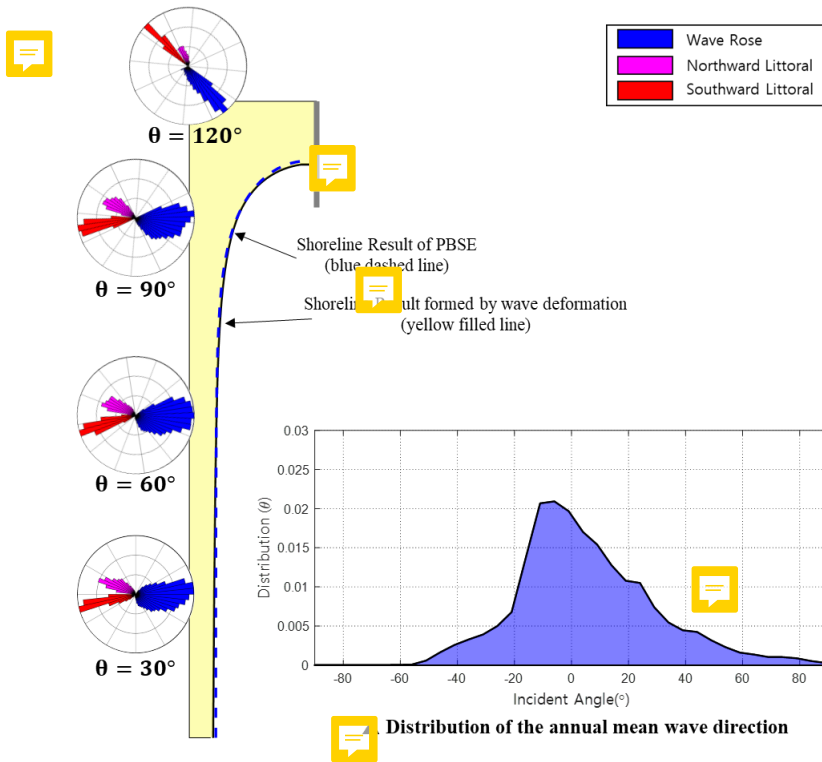 Wave Rose
Northward Littoral
Southward Littoral
θ = 120°
θ = 90°
Shoreline Result of PBSE
(blue dashed line)
Shoreline Result formed by wave deformation
(yellow filled line)
θ = 60°
θ = 30°
0.03
0.025
0.02
0.015
0.01
0.005
0
Distribution (θ)
-80 -60 -40 -20 0 20 40 60 80
Incident Angle(°)
Distribution of the annual mean wave direction